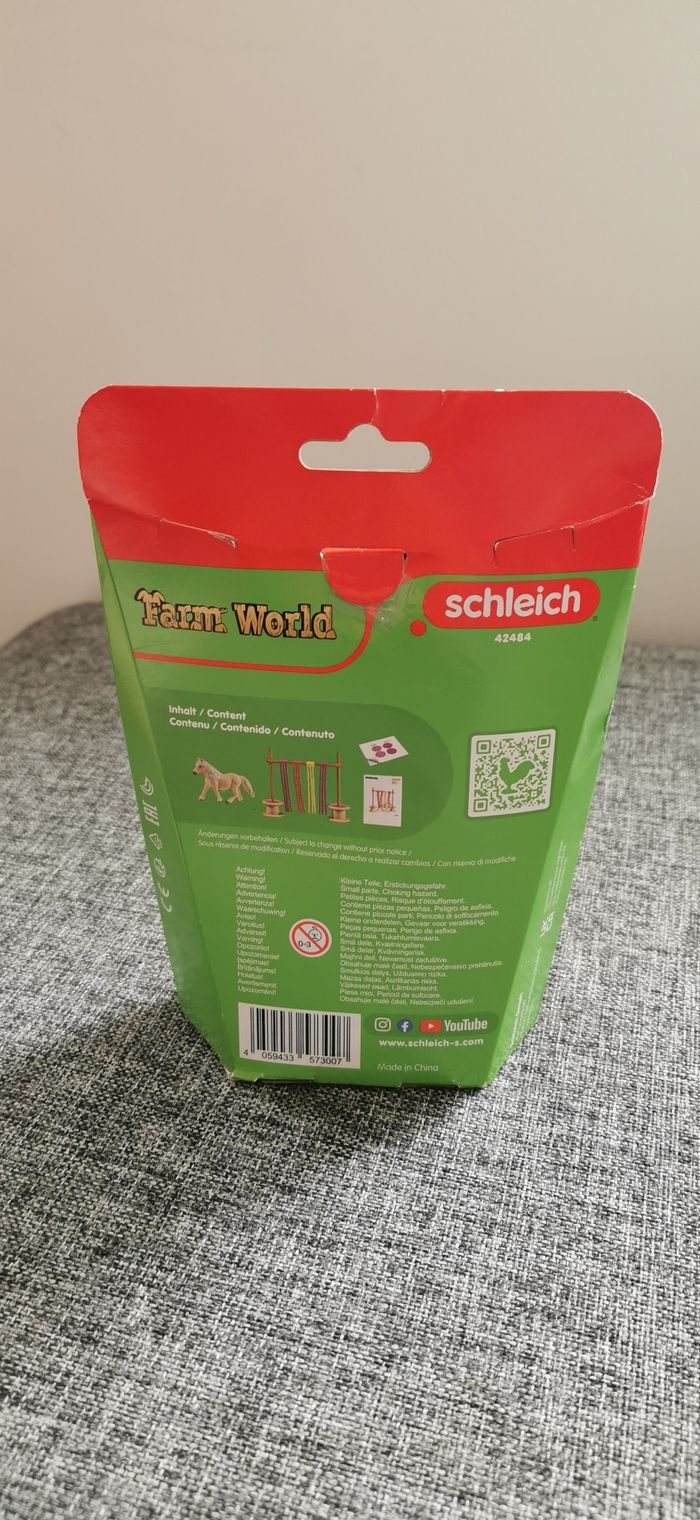 Farm World
schleich
42484
Inhalt / Content
Contenu / Contenido / Contenuto
Änderungen vorbehalten / Subject to change without prior notice /
Sous réserve de modification / Reservado el derecho a realizar cambios / Con riserva di modifiche
Achtung!
Warning!
Attention!
Advertencia!
Avvertenza!
Waarschuwing!
Aviso!
Varoitus!
Advarsel!
Varning!
Opozorilo!
Upozornenie!
Įspėjimas!
Brīdinājums!
Hoiatus!
Avertisment!
Upozornění!
Kleine Teile, Erstickungsgefahr.
Small parts, Choking hazard.
Petites pièces, Risque d'étouffement.
Contiene piezas pequeñas. Peligro de asfixia.
Contiene piccole parti, Pericolo di soffocamento.
Kleine onderdelen, Gevaar voor verstikking.
Peças pequenas, Perigo de asfixia.
Pieniä osia, Tukehtumisvaara.
Små dele, Kvælningsfare.
Små delar, Kvävningsrisk.
Majhni deli, Nevarnost zadušitve.
Obsahuje malé časti, Nebezpečenstvo prehltnutia.
Smulkios dalys, Uždusimo rizika.
Mazas daļas, Aizrīšanās risks.
Väikesed osad, Lämbumisoht.
Piese mici, Pericol de sufocare.
Obsahuje malé části, Nebezpečí udušení.
0-3
4 059433 573007
YouTube
www.schleich-s.com
Made in China
CE
EAC